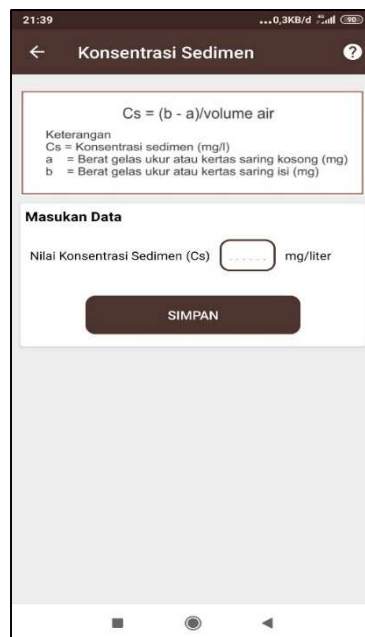 21:39 ...0,3KB/d 4G 90
Konsentrasi Sedimen ?
Cs = (b - a)/volume air
Keterangan
Cs = Konsentrasi sedimen (mg/l)
a = Berat gelas ukur atau kertas saring kosong (mg)
b = Berat gelas ukur atau kertas saring isi (mg)
Masukan Data
Nilai Konsentrasi Sedimen (Cs) ...... mg/liter
SIMPAN